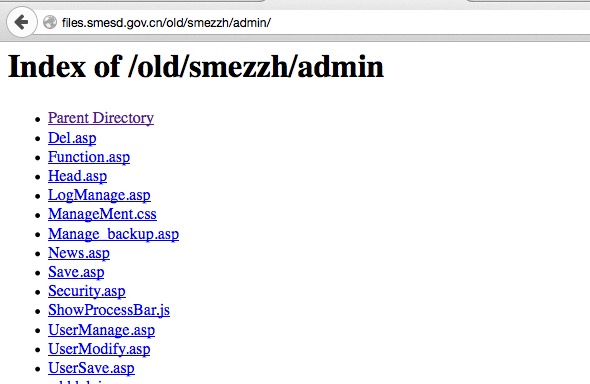 files.smesd.gov.cn/old/smezzh/admin/
Index of /old/smezzh/admin
Parent Directory
Del.asp
Function.asp
Head.asp
LogManage.asp
ManageMent.css
Manage_backup.asp
News.asp
Save.asp
Security.asp
ShowProcessBar.js
UserManage.asp
UserModify.asp
UserSave.asp